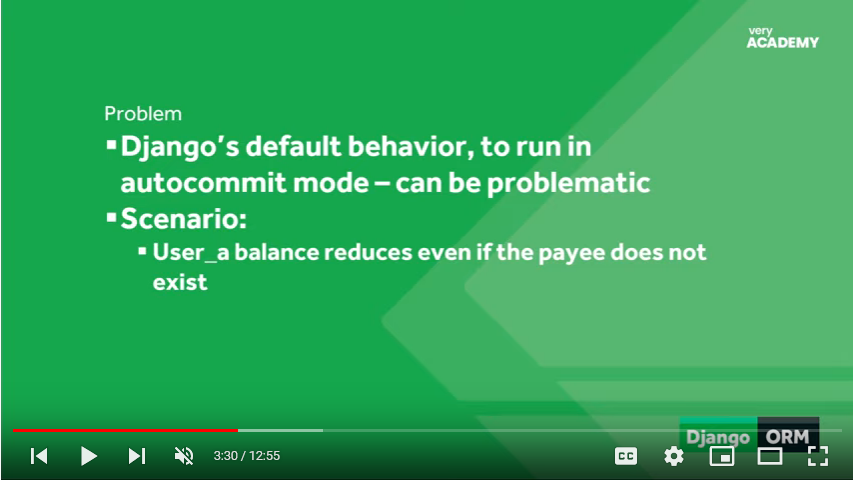 very
ACADEMY
Problem
▪Django's default behavior, to run in
autocommit mode – can be problematic
▪Scenario:
▪ User_a balance reduces even if the payee does not
exist
Django ORM
3:30 / 12:55
CC